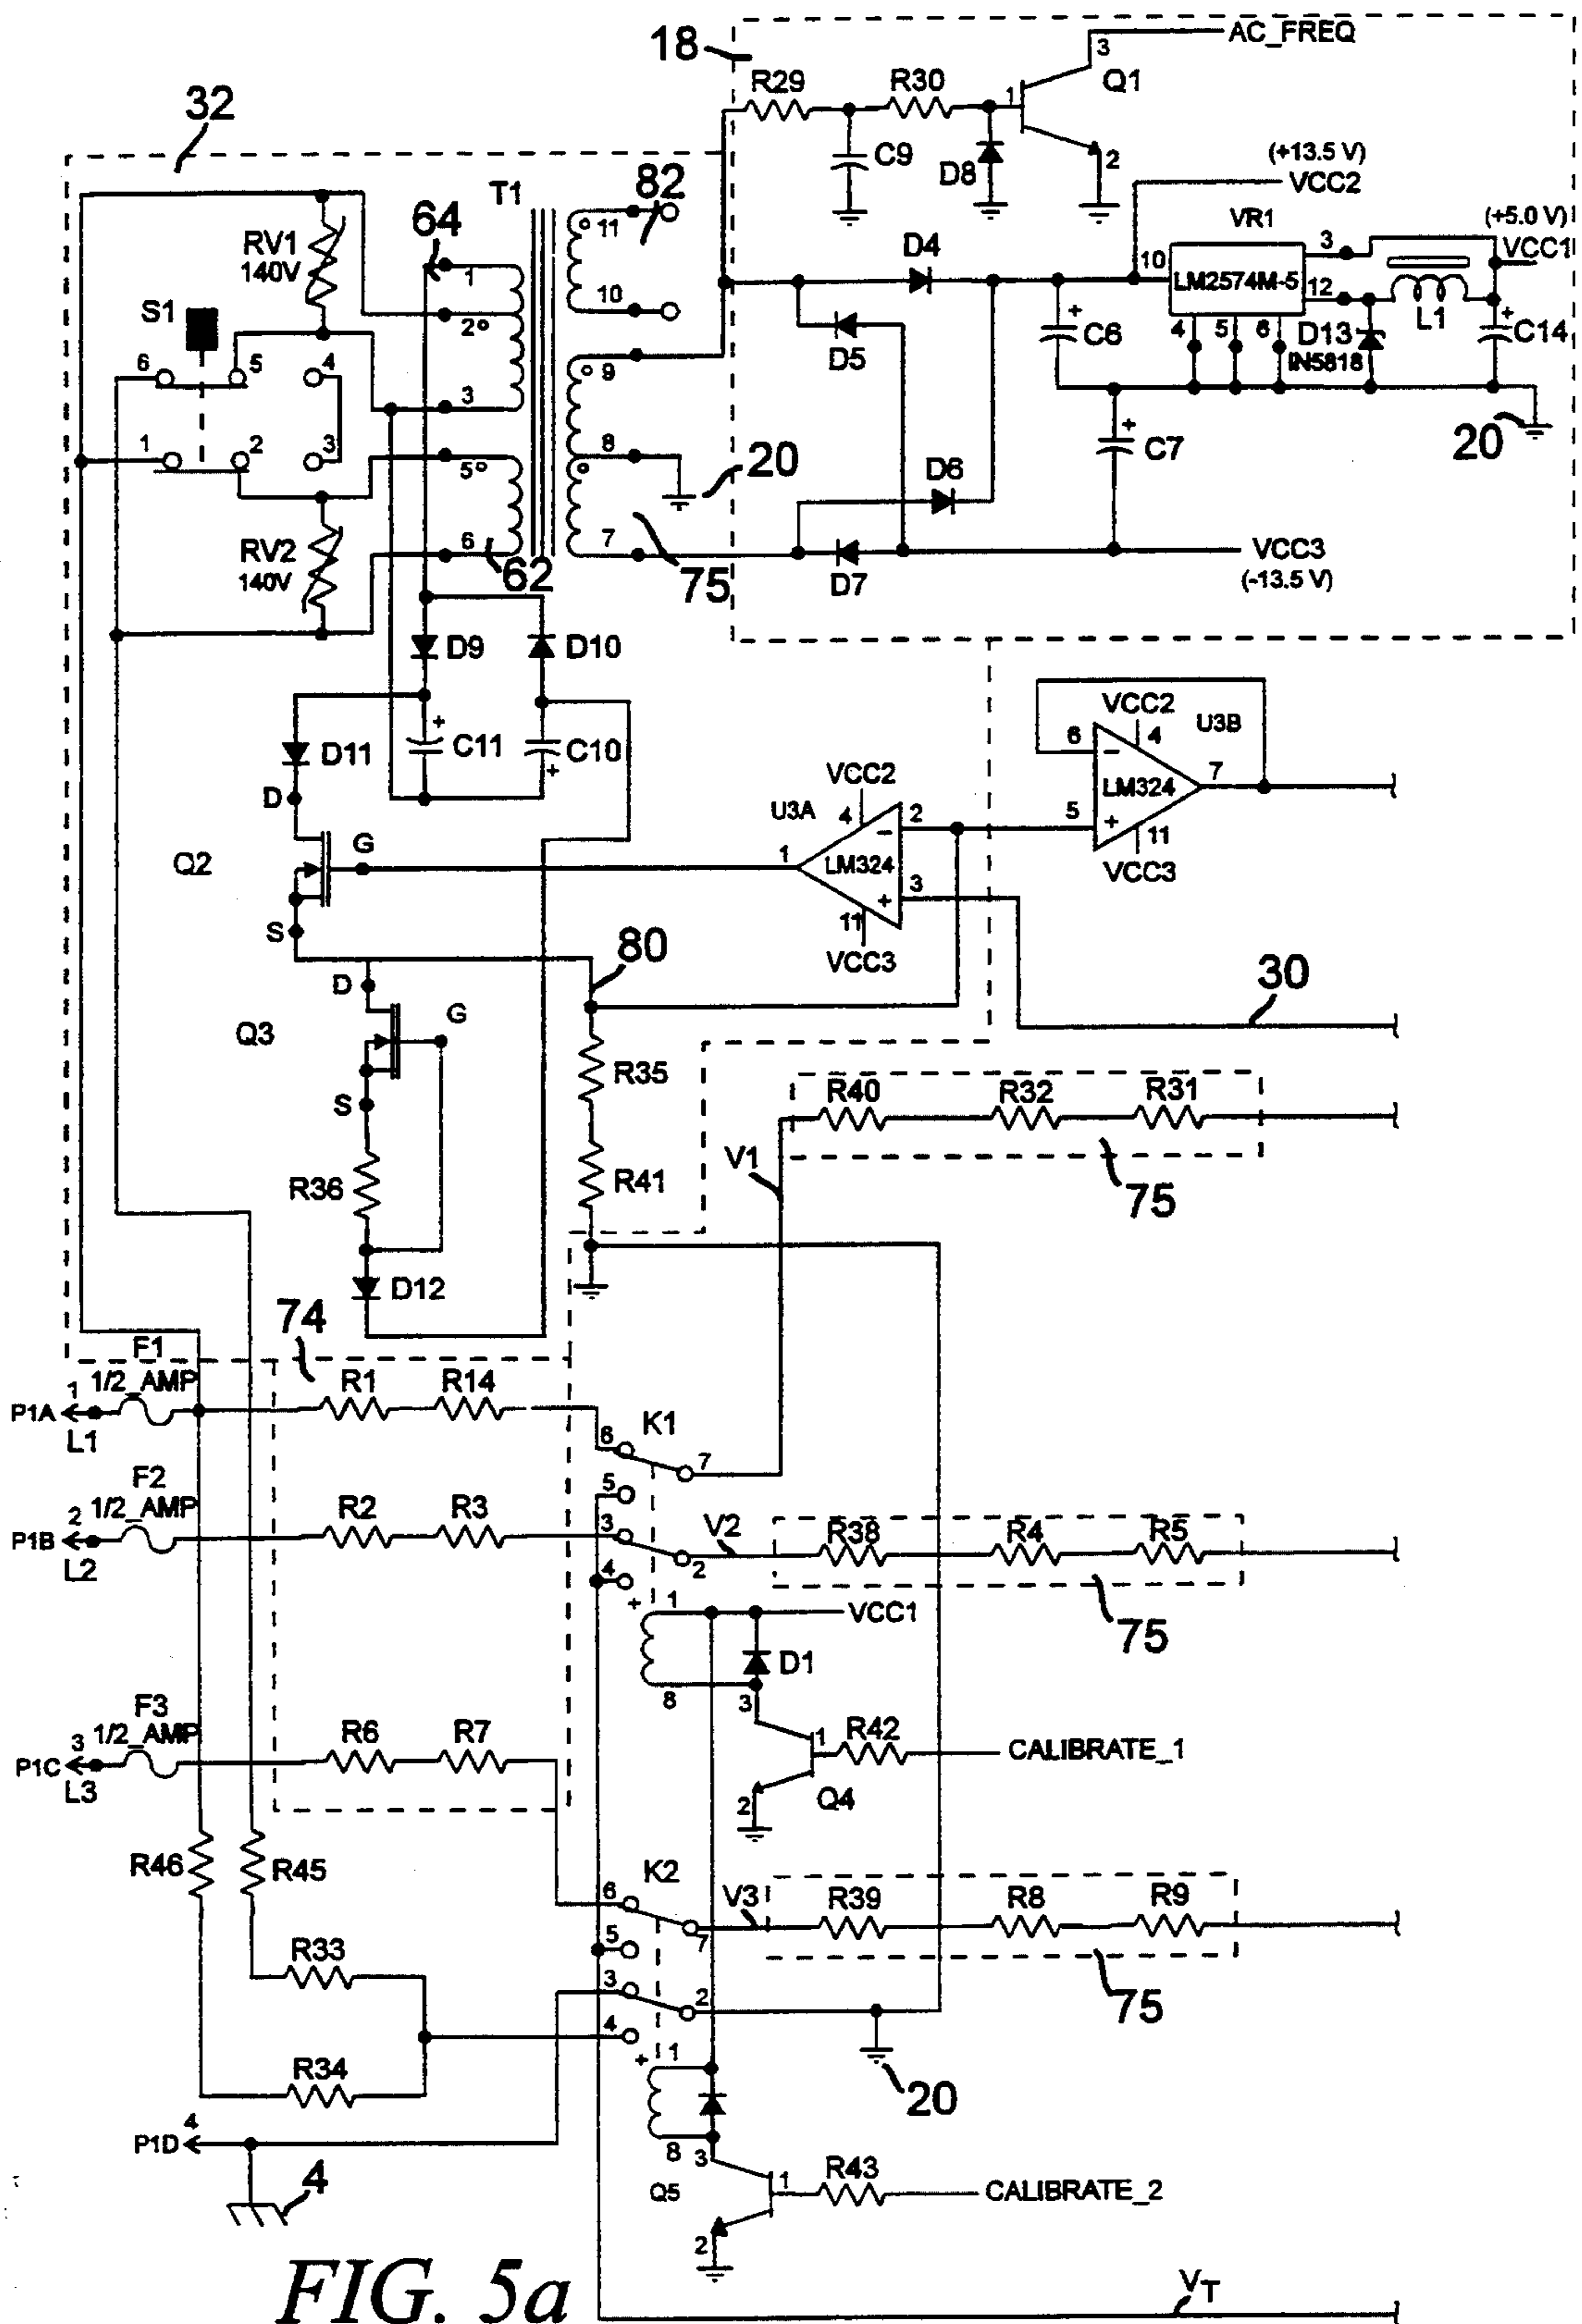 18
AC_FREQ
3
R29
R30
Q1
1
32
C9
D8
2
(+13.5 V)
VCC2
T1
82
11
64
RV1
140V
1
VR1
(+5.0 V)
VCC1
D4
10
3
LM2574M-5
12
S1
2°
10
4
5
6
D13
IN5818
L1
C14
C6
D5
6
5
4
9
3
1
2
3
8
20
C7
20
5°
D6
RV2
140V
6
62
7
75
D7
VCC3
(-13.5 V)
D9
D10
VCC2
U3B
6
4
−
7
LM324
5
+
11
VCC3
D11
C11
+
C10
+
D
VCC2
U3A
4
2
−
Q2
G
1
LM324
3
+
11
VCC3
S
80
D
30
Q3
G
R35
S
R40
R32
R31
V1
R36
R41
75
D12
74
F1
1/2_AMP
1
P1A
L1
R1
R14
K1
6
7
F2
1/2_AMP
2
P1B
L2
R2
R3
5
3
V2
R38
R4
R5
2
4
75
+
1
VCC1
D1
8
3
F3
1/2_AMP
3
P1C
L3
R6
R7
1
R42
CALIBRATE_1
2
Q4
R46
R45
K2
6
V3
R39
R8
R9
7
5
R33
3
2
75
4
R34
+
1
20
P1D
4
8
3
4
Q5
1
R43
CALIBRATE_2
2
FIG. 5a
VT